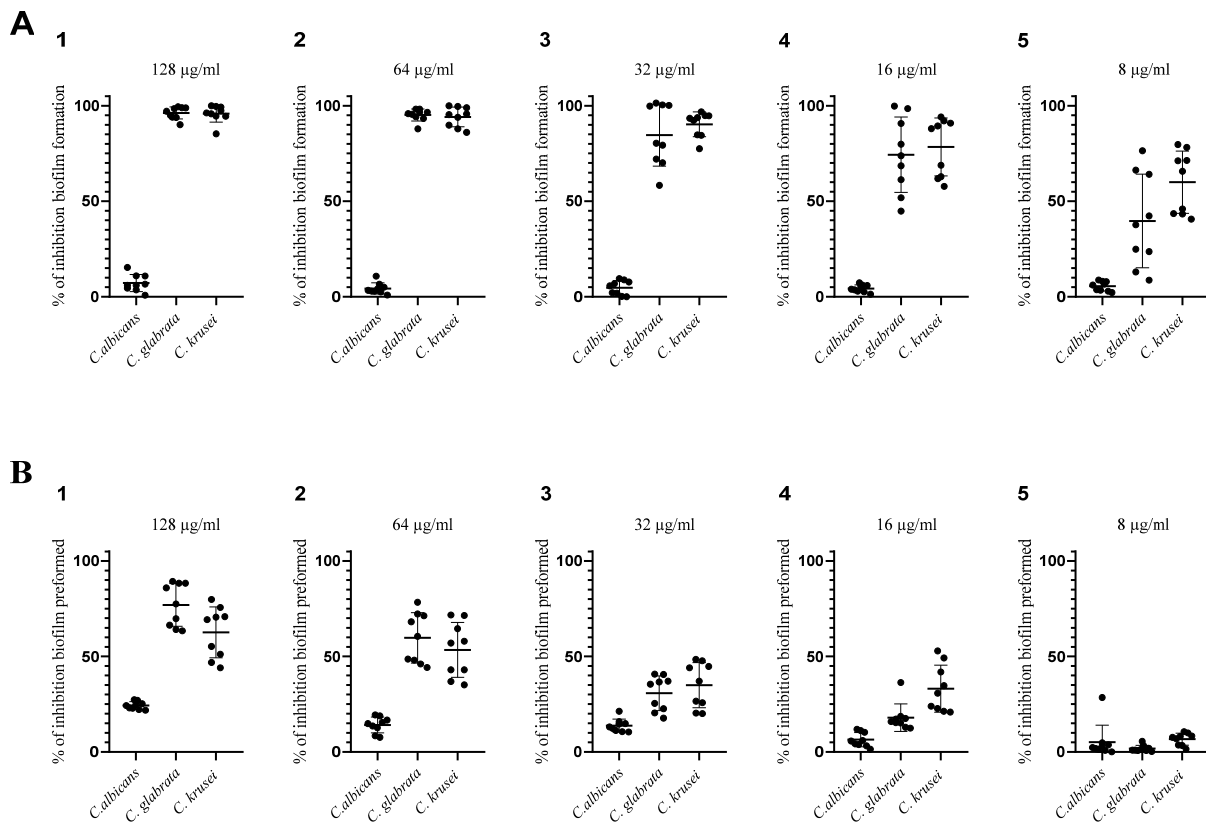 A
1
2
3
4
5
128 µg/ml
64 µg/ml
32 µg/ml
16 µg/ml
8 µg/ml
% of inhibition biofilm formation
100
50
0
C.albicans
C. glabrata
C. krusei
% of inhibition biofilm formation
100
50
0
C.albicans
C. glabrata
C. krusei
% of inhibition biofilm formation
100
50
0
C.albicans
C. glabrata
C. krusei
% of inhibition biofilm formation
100
50
0
C.albicans
C. glabrata
C. krusei
% of inhibition biofilm formation
100
50
0
C.albicans
C. glabrata
C. krusei
B
1
2
3
4
5
128 µg/ml
64 µg/ml
32 µg/ml
16 µg/ml
8 µg/ml
% of inhibition biofilm preformed
100
50
0
C.albicans
C. glabrata
C. krusei
% of inhibition biofilm preformed
100
50
0
C.albicans
C. glabrata
C. krusei
% of inhibition biofilm preformed
100
50
0
C.albicans
C. glabrata
C. krusei
% of inhibition biofilm preformed
100
50
0
C.albicans
C. glabrata
C. krusei
% of inhibition biofilm preformed
100
50
0
C.albicans
C. glabrata
C. krusei